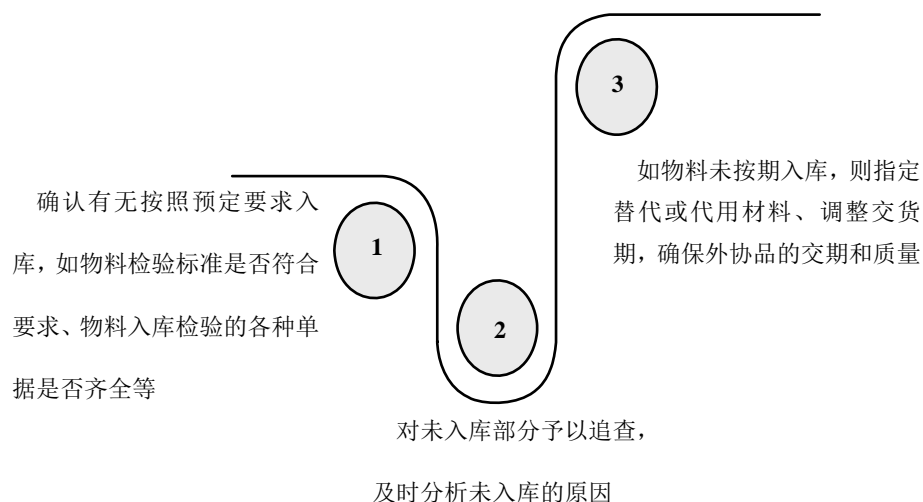 1
确认有无按照预定要求入
库，如物料检验标准是否符合
要求、物料入库检验的各种单
据是否齐全等
2
对未入库部分予以追查，
及时分析未入库的原因
3
如物料未按期入库，则指定
替代或代用材料、调整交货
期，确保外协品的交期和质量